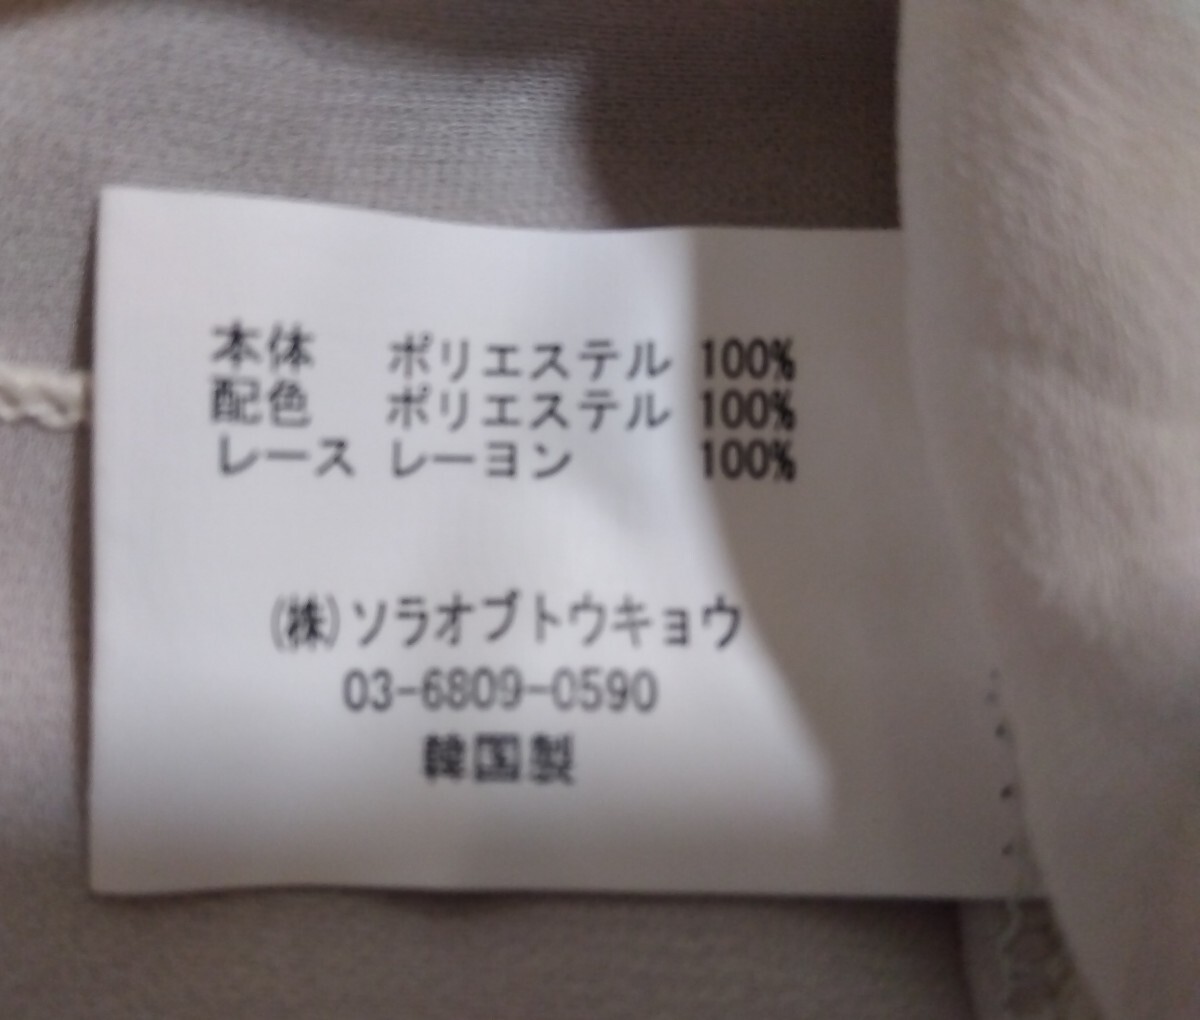 本体 ポリエステル 100%
配色 ポリエステル 100%
レース レーヨン 100%
(株)ソラオブトウキョウ
03-6809-0590
韓国製